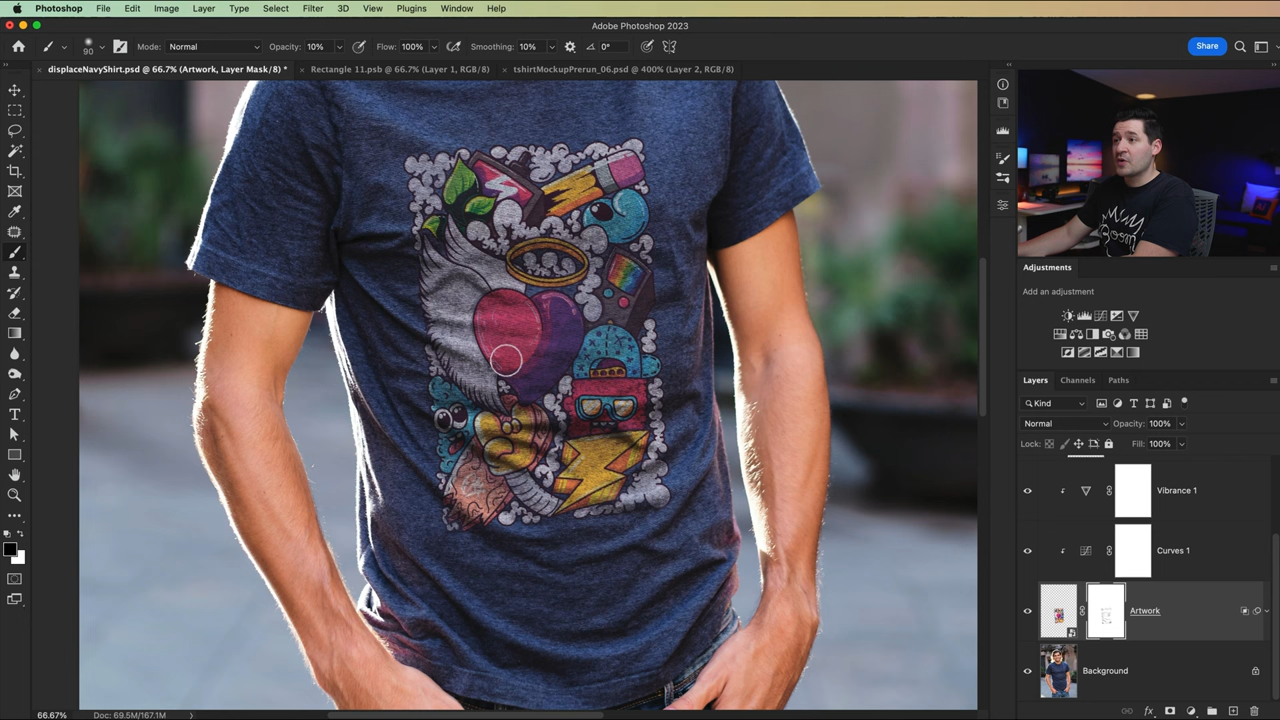 Photoshop File Edit Image Layer Type Select Filter 3D View Plugins Window Help
Adobe Photoshop 2023
90 Mode: Normal Opacity: 10% Flow: 100% Smoothing: 10% 0° Share
displaceNavyShirt.psd @ 66.7% (Artwork, Layer Mask/8) * Rectangle 11.psb @ 66.7% (Layer 1, RGB/8) tshirtMockupPrerun_06.psd @ 400% (Layer 2, RGB/8)
Boom
Adjustments
Add an adjustment
Layers Channels Paths
Kind
Normal Opacity: 100%
Lock: Fill: 100%
Vibrance 1
Curves 1
Artwork
Background
66.67% Doc: 69.5M/167.1M